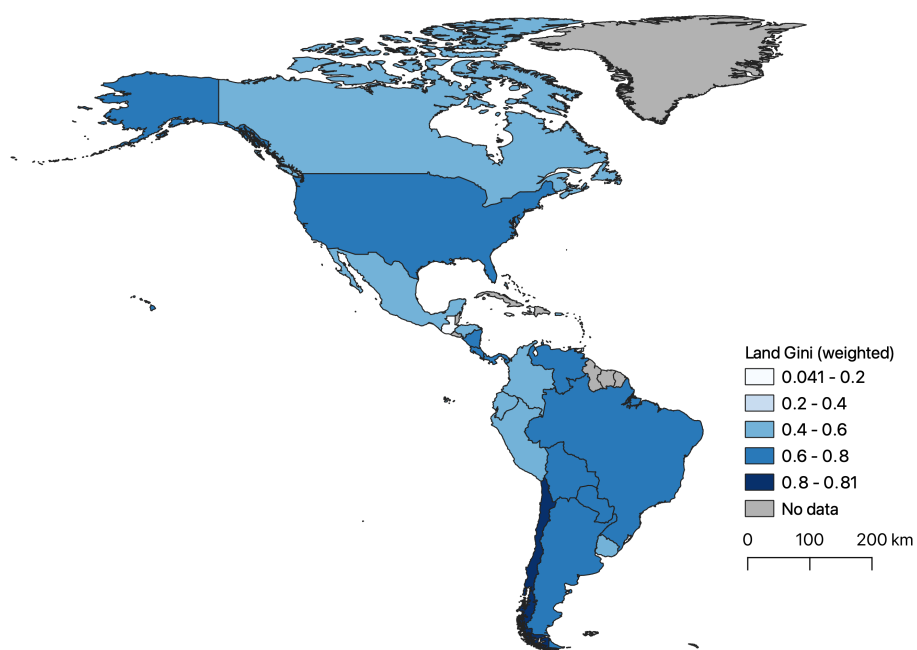 Land Gini (weighted)
0.041 - 0.2
0.2 - 0.4
0.4 - 0.6
0.6 - 0.8
0.8 - 0.81
No data
0 100 200 km